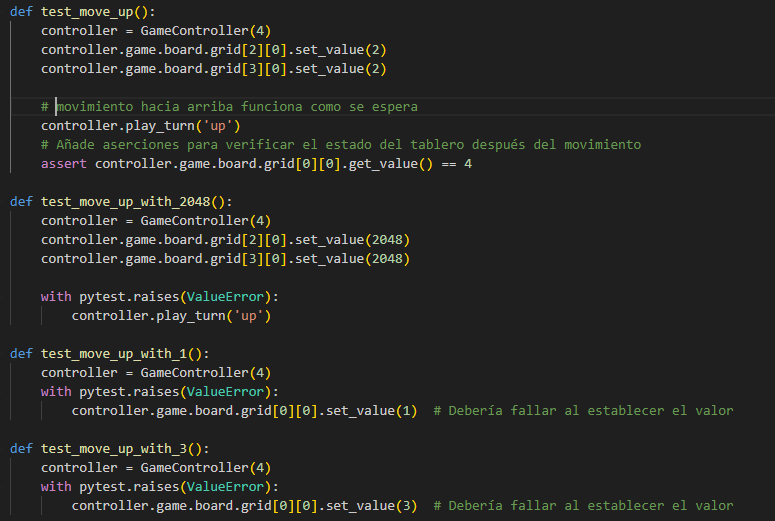 def test_move_up():
    controller = GameController(4)
    controller.game.board.grid[2][0].set_value(2)
    controller.game.board.grid[3][0].set_value(2)

    # movimiento hacia arriba funciona como se espera
    controller.play_turn('up')
    # Añade aserciones para verificar el estado del tablero después del movimiento
    assert controller.game.board.grid[0][0].get_value() == 4

def test_move_up_with_2048():
    controller = GameController(4)
    controller.game.board.grid[2][0].set_value(2048)
    controller.game.board.grid[3][0].set_value(2048)

    with pytest.raises(ValueError):
        controller.play_turn('up')

def test_move_up_with_1():
    controller = GameController(4)
    with pytest.raises(ValueError):
        controller.game.board.grid[0][0].set_value(1)  # Debería fallar al establecer el valor

def test_move_up_with_3():
    controller = GameController(4)
    with pytest.raises(ValueError):
        controller.game.board.grid[0][0].set_value(3)  # Debería fallar al establecer el valor